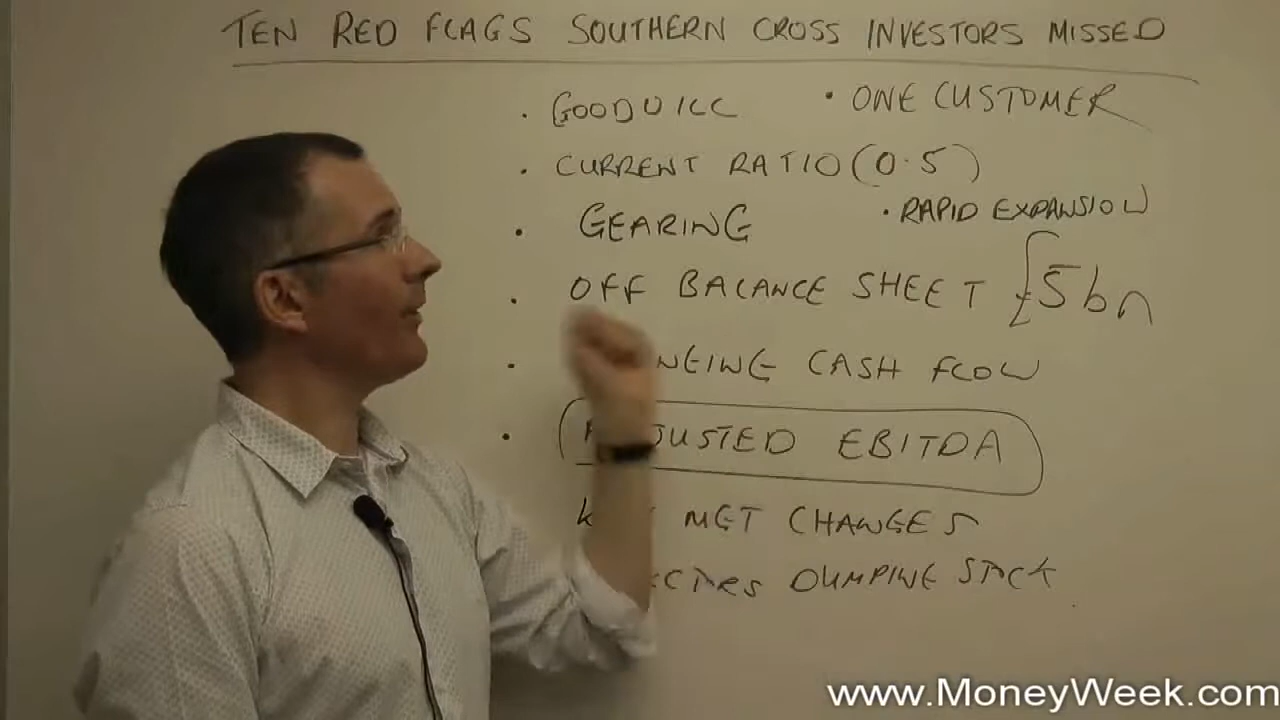 TEN RED FLAGS SOUTHERN CROSS INVESTORS MISSED
• GOODWILL • ONE CUSTOMER
• CURRENT RATIO (0.5)
• GEARING • RAPID EXPANSION
• OFF BALANCE SHEET £5bn
• CASH FLOW
• ADJUSTED EBITDA
MGT CHANGES
DUMPING STOCK
www.MoneyWeek.com